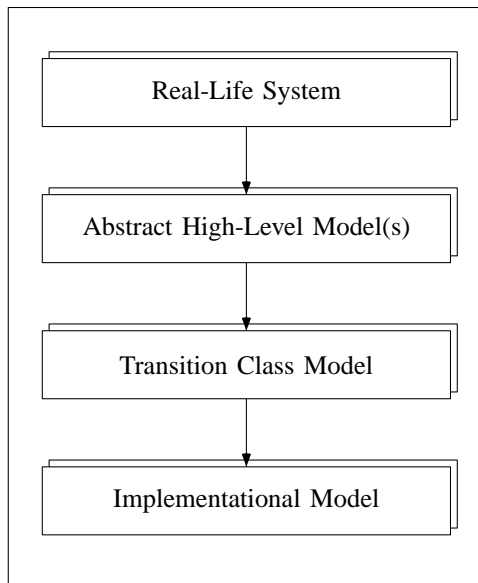 Real-Life System
Abstract High-Level Model(s)
Transition Class Model
Implementational Model